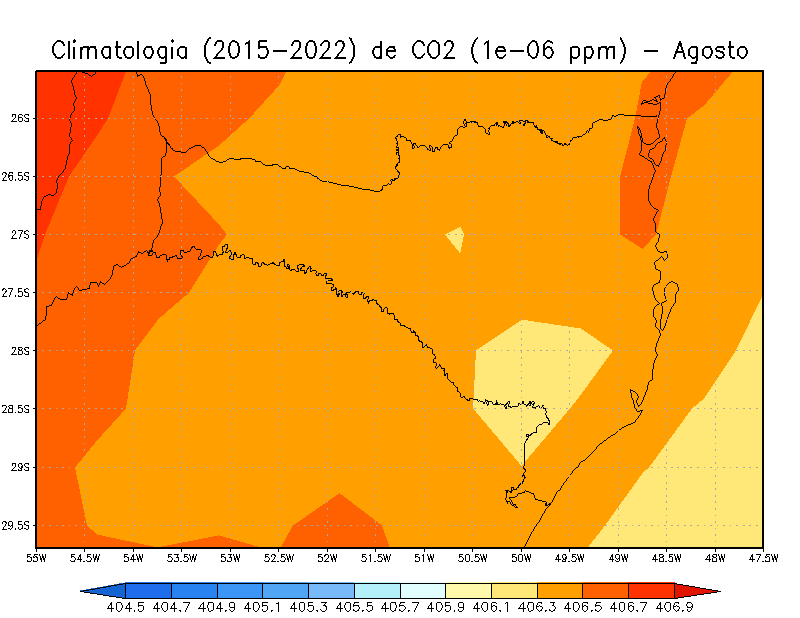 Climatologia (2015−2022) de CO2 (1e−06 ppm) − Agosto
26S
26.5S
27S
27.5S
28S
28.5S
29S
29.5S
55W 54.5W 54W 53.5W 53W 52.5W 52W 51.5W 51W 50.5W 50W 49.5W 49W 48.5W 48W 47.5W
404.5 404.7 404.9 405.1 405.3 405.5 405.7 405.9 406.1 406.3 406.5 406.7 406.9